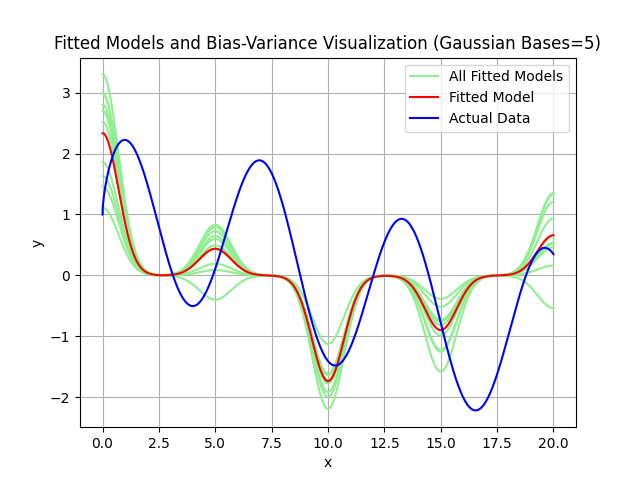 Fitted Models and Bias-Variance Visualization (Gaussian Bases=5)
All Fitted Models
Fitted Model
Actual Data
3
2
1
0
−1
−2
y
0.0 2.5 5.0 7.5 10.0 12.5 15.0 17.5 20.0
x